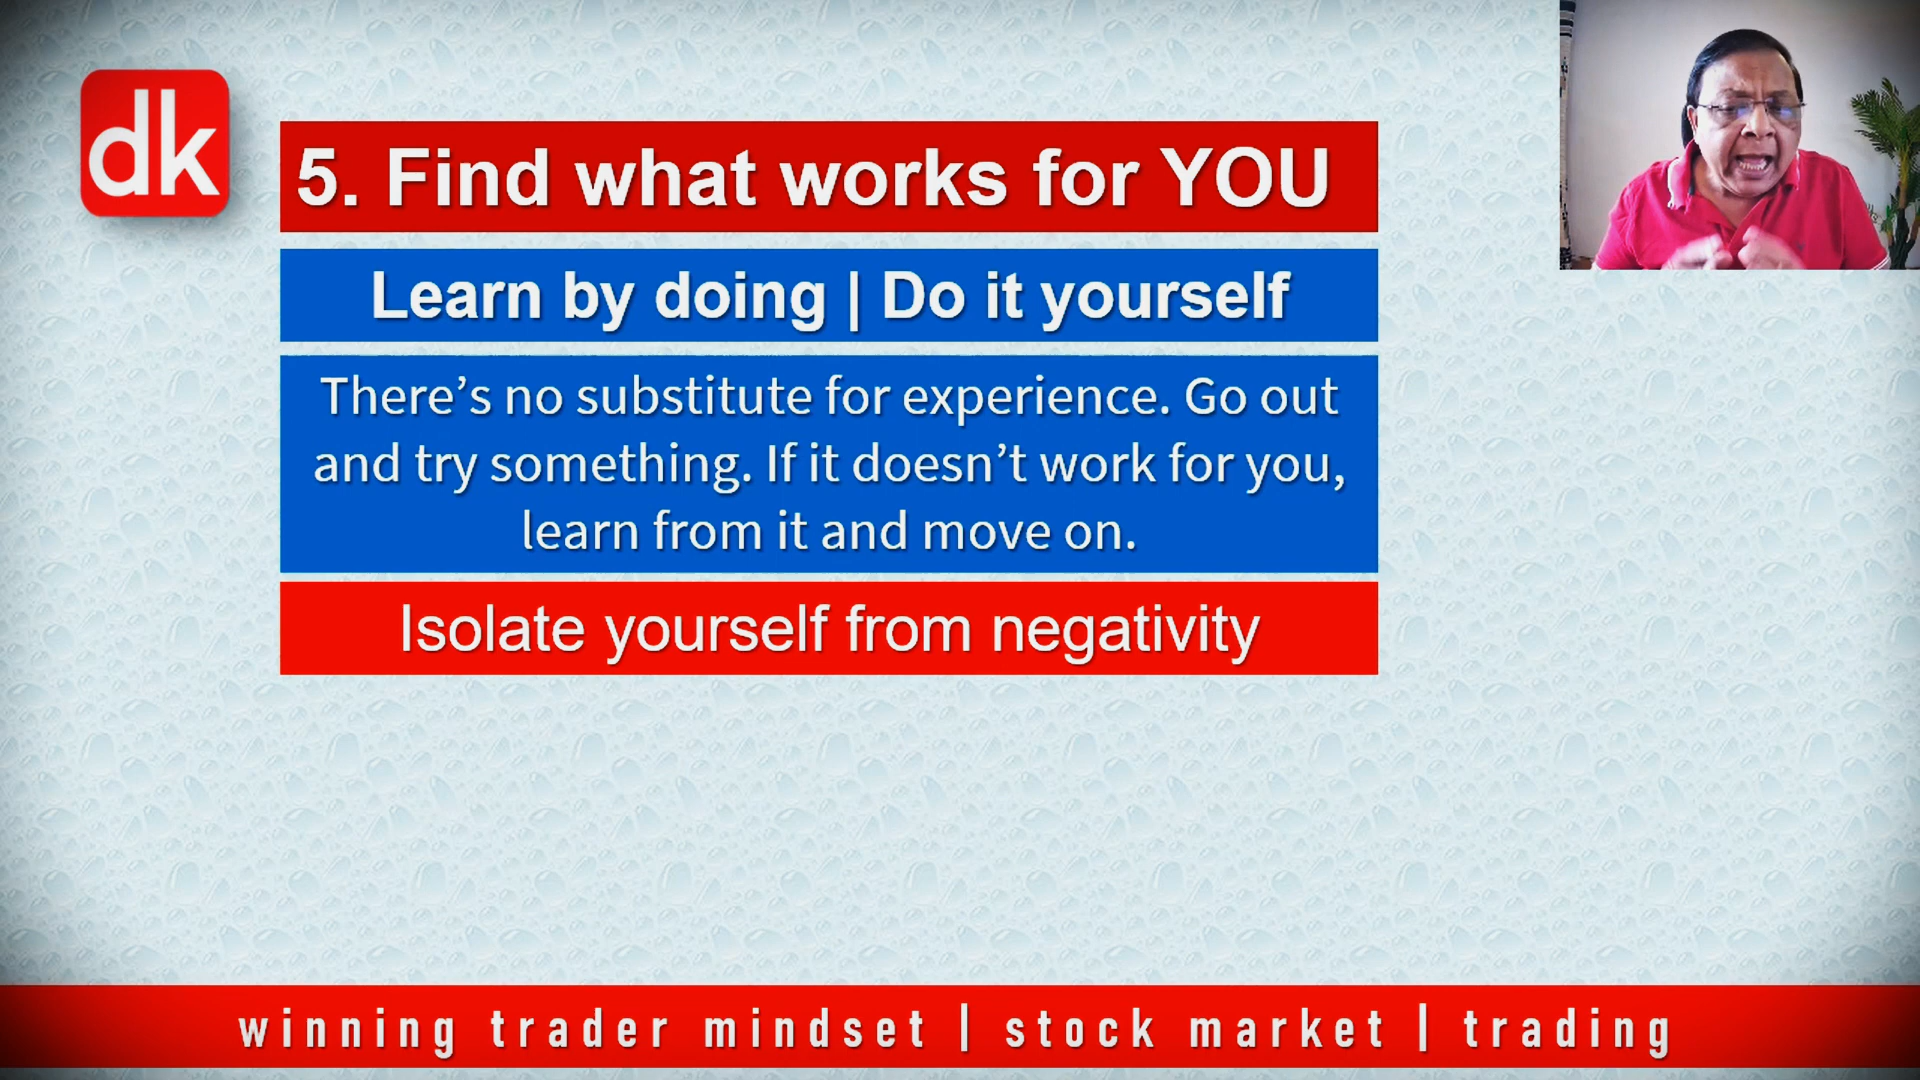 dk
5. Find what works for YOU
Learn by doing | Do it yourself
There’s no substitute for experience. Go out
and try something. If it doesn’t work for you,
learn from it and move on.
Isolate yourself from negativity
winning trader mindset | stock market | trading